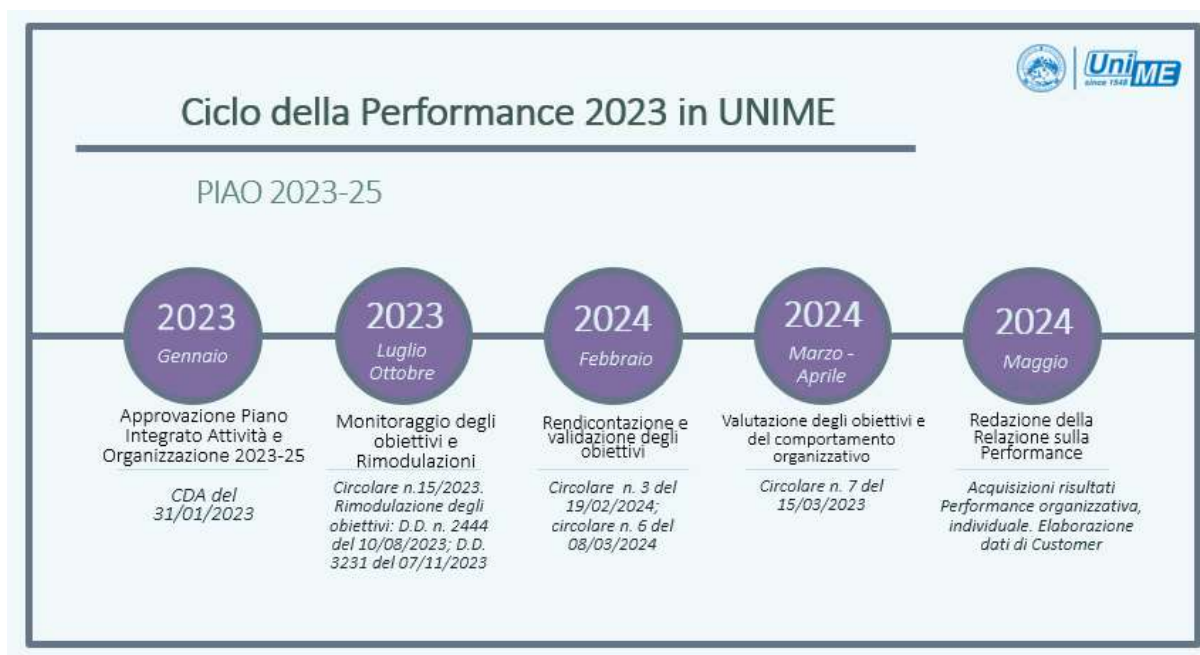 UniME
since 1548
Ciclo della Performance 2023 in UNIME
PIAO 2023-25
2023
Gennaio
Approvazione Piano
Integrato Attività e
Organizzazione 2023-25
CDA del
31/01/2023
2023
Luglio
Ottobre
Monitoraggio degli
obiettivi e
Rimodulazioni
Circolare n.15/2023.
Rimodulazione degli
obiettivi: D.D. n. 2444
del 10/08/2023; D.D.
3231 del 07/11/2023
2024
Febbraio
Rendicontazione e
validazione degli
obiettivi
Circolare n. 3 del
19/02/2024;
circolare n. 6 del
08/03/2024
2024
Marzo -
Aprile
Valutazione degli obiettivi e
del comportamento
organizzativo
Circolare n. 7 del
15/03/2023
2024
Maggio
Redazione della
Relazione sulla
Performance
Acquisizioni risultati
Performance organizzativa,
individuale. Elaborazione
dati di Customer